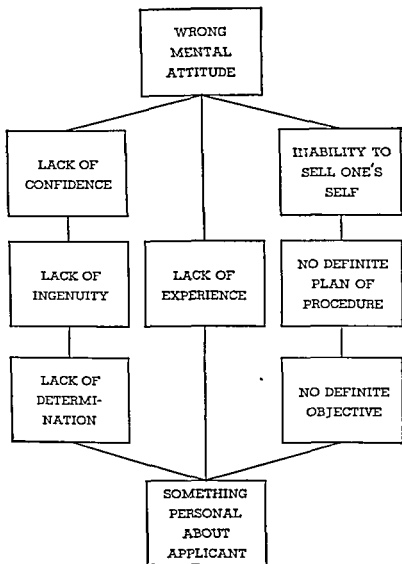 WRONG
MENTAL
ATTITUDE
LACK OF
CONFIDENCE
INABILITY TO
SELL ONE'S
SELF
LACK OF
INGENUITY
LACK OF
EXPERIENCE
NO DEFINITE
PLAN OF
PROCEDURE
LACK OF
DETERMI-
NATION
NO DEFINITE
OBJECTIVE
SOMETHING
PERSONAL
ABOUT
APPLICANT